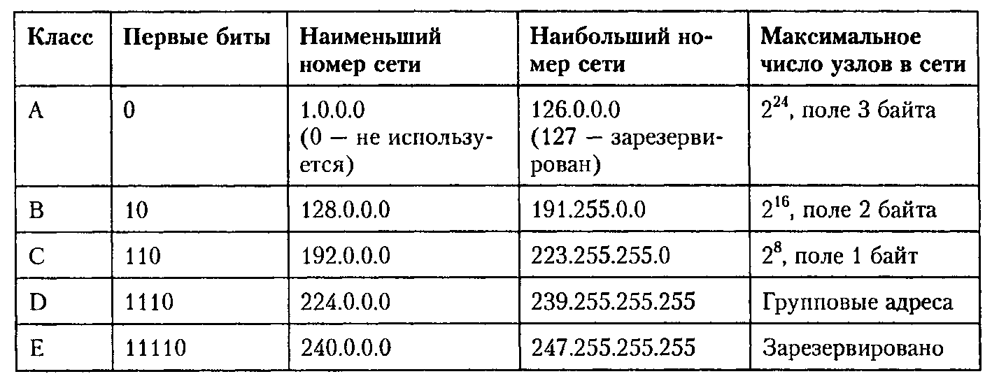 Класс Первые биты Наименьший номер сети Наибольший но-мер сети Максимальное число узлов в сети
A 0 1.0.0.0 (0 — не использу-ется) 126.0.0.0 (127 — зарезерви-рован) 2^24, поле 3 байта
B 10 128.0.0.0 191.255.0.0 2^16, поле 2 байта
C 110 192.0.0.0 223.255.255.0 2^8, поле 1 байт
D 1110 224.0.0.0 239.255.255.255 Групповые адреса
E 11110 240.0.0.0 247.255.255.255 Зарезервировано